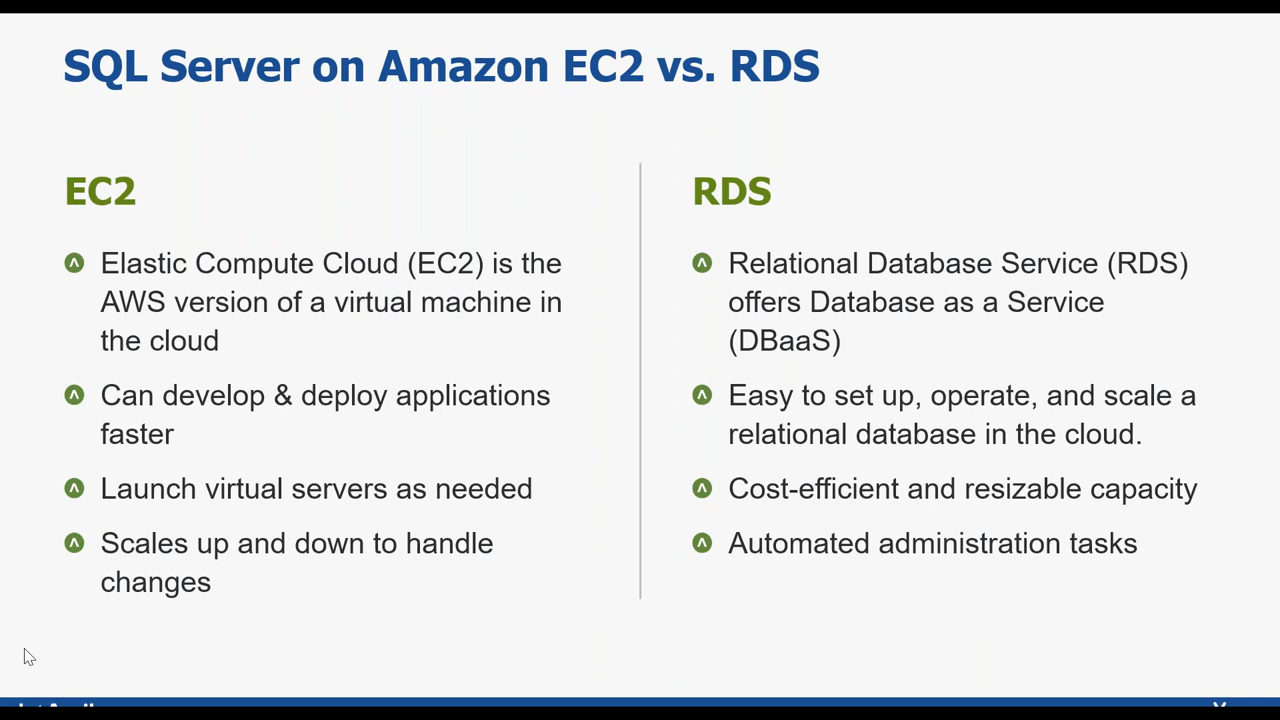 SQL Server on Amazon EC2 vs. RDS
EC2
Elastic Compute Cloud (EC2) is the
AWS version of a virtual machine in
the cloud
Can develop & deploy applications
faster
Launch virtual servers as needed
Scales up and down to handle
changes
RDS
Relational Database Service (RDS)
offers Database as a Service
(DBaaS)
Easy to set up, operate, and scale a
relational database in the cloud.
Cost-efficient and resizable capacity
Automated administration tasks